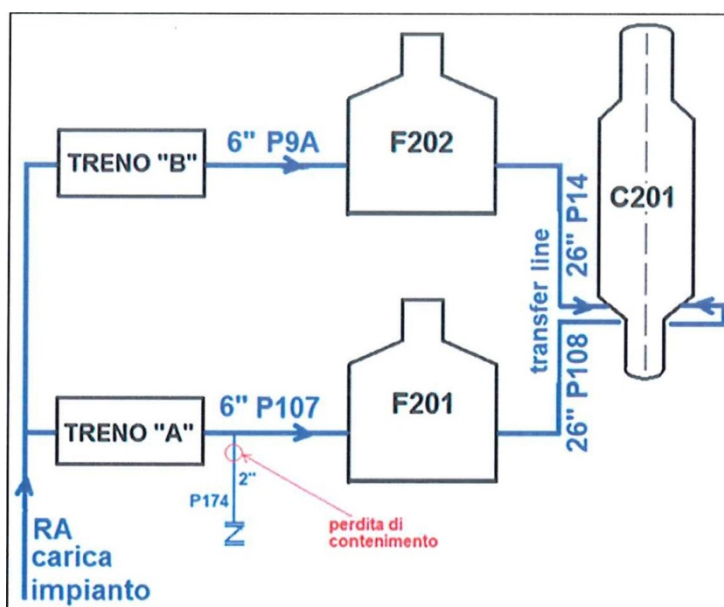 6" P9A
F202
TRENO "B"
C201
26" P14
transfer line
26" P108
6" P107
F201
TRENO "A"
2"
P174
perdita di
contenimento
RA
carica
impianto